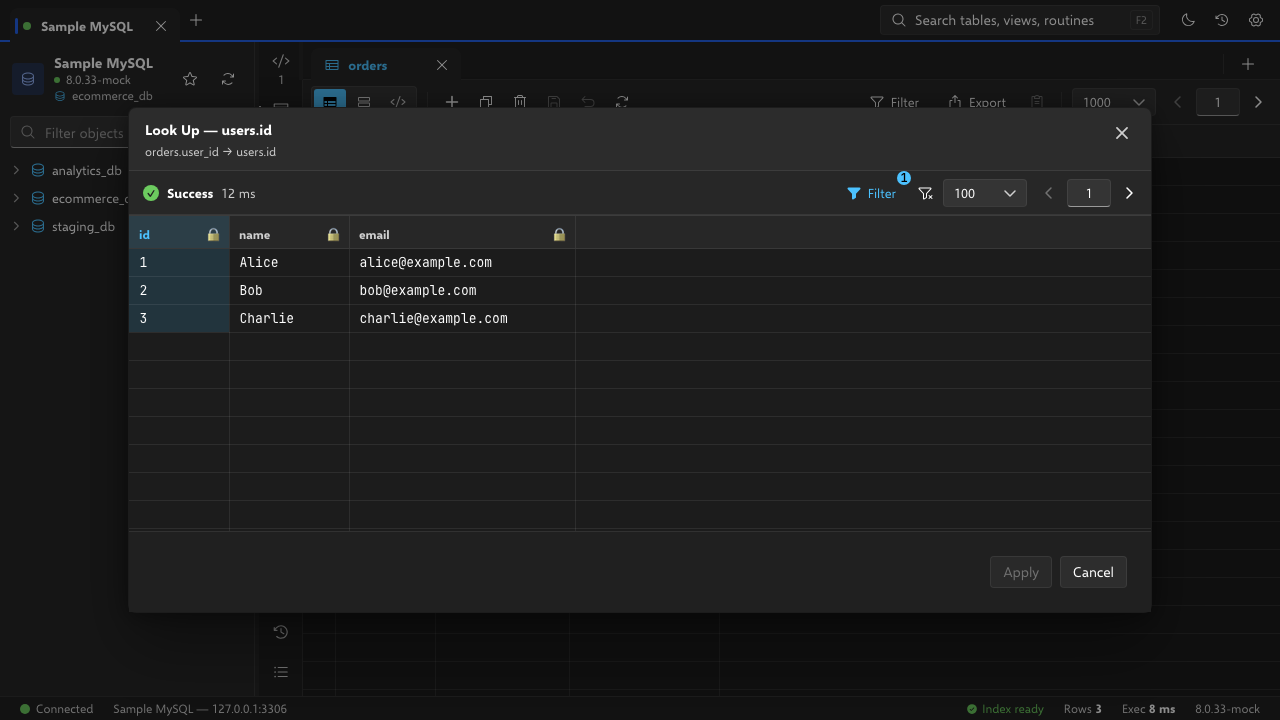 Sample MySQL
Search tables, views, routines F2
Sample MySQL
8.0.33-mock
ecommerce_db
1
orders
Filter objects
Filter
Export
1000
1
Look Up — users.id
orders.user_id → users.id
Success 12 ms
Filter 1
100
1
id name email
1 Alice alice@example.com
2 Bob bob@example.com
3 Charlie charlie@example.com
analytics_db
staging_db
Apply Cancel
Connected Sample MySQL — 127.0.0.1:3306
Index ready Rows 3 Exec 8 ms 8.0.33-mock